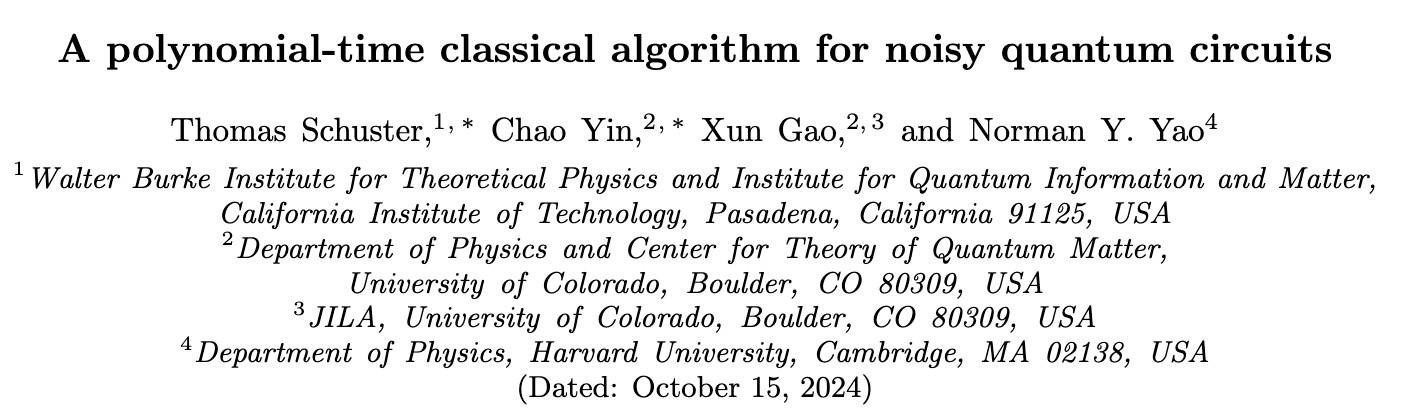 A polynomial-time classical algorithm for noisy quantum circuits
Thomas Schuster,1, * Chao Yin,2, * Xun Gao,2, 3 and Norman Y. Yao4
1 Walter Burke Institute for Theoretical Physics and Institute for Quantum Information and Matter,
California Institute of Technology, Pasadena, California 91125, USA
2 Department of Physics and Center for Theory of Quantum Matter,
University of Colorado, Boulder, CO 80309, USA
3 JILA, University of Colorado, Boulder, CO 80309, USA
4 Department of Physics, Harvard University, Cambridge, MA 02138, USA
(Dated: October 15, 2024)